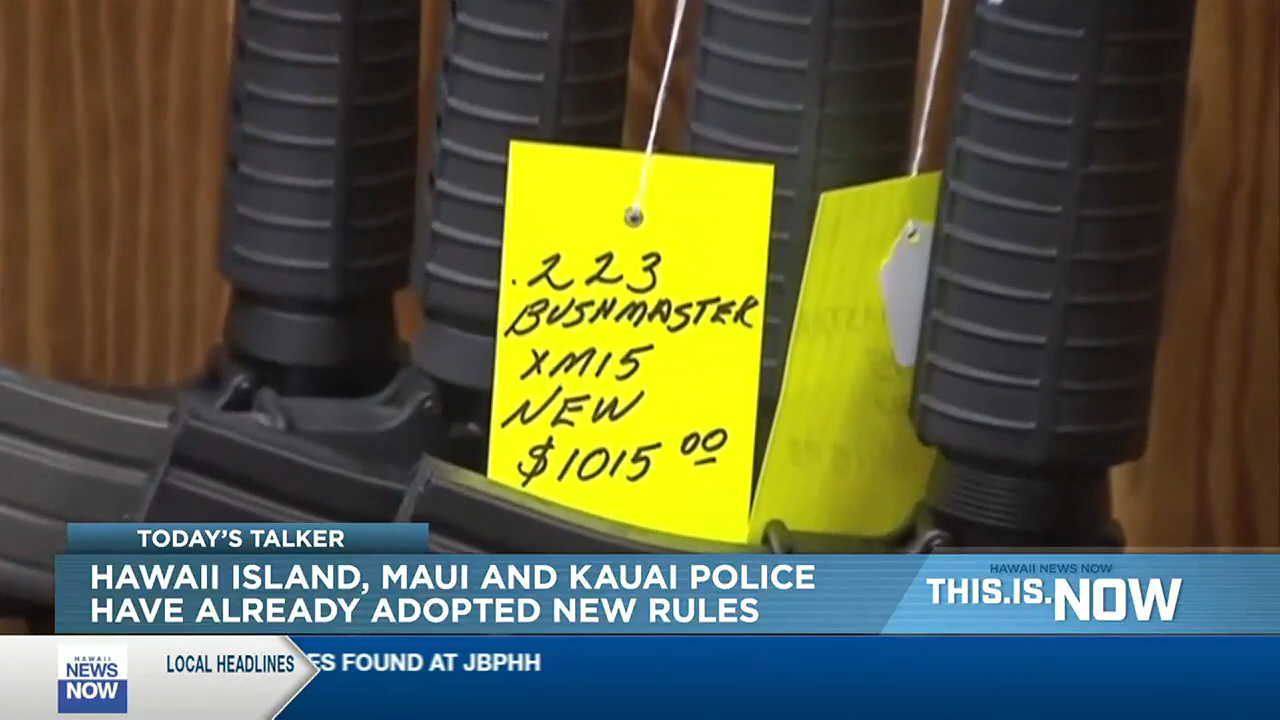 .223
BUSHMASTER
XM15
NEW
$1015 00
TODAY'S TALKER
HAWAII ISLAND, MAUI AND KAUAI POLICE
HAVE ALREADY ADOPTED NEW RULES
HAWAII NEWS NOW
THIS.IS.NOW
HAWAII
NEWS
NOW
LOCAL HEADLINES
ES FOUND AT JBPHH